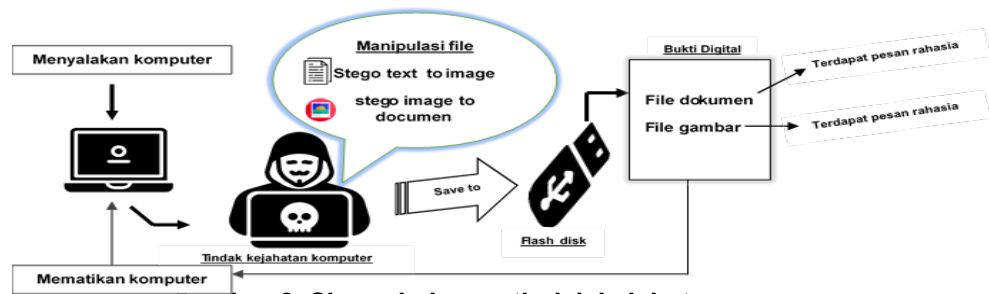 Menyalakan komputer
Manipulasi file
Stego text to image
stego image to
documen
Bukti Digital
Terdapat pesan rahasia
File dokumen
File gambar
Terdapat pesan rahasia
Save to
Flash disk
Tindak kejahatan komputer
Mematikan komputer